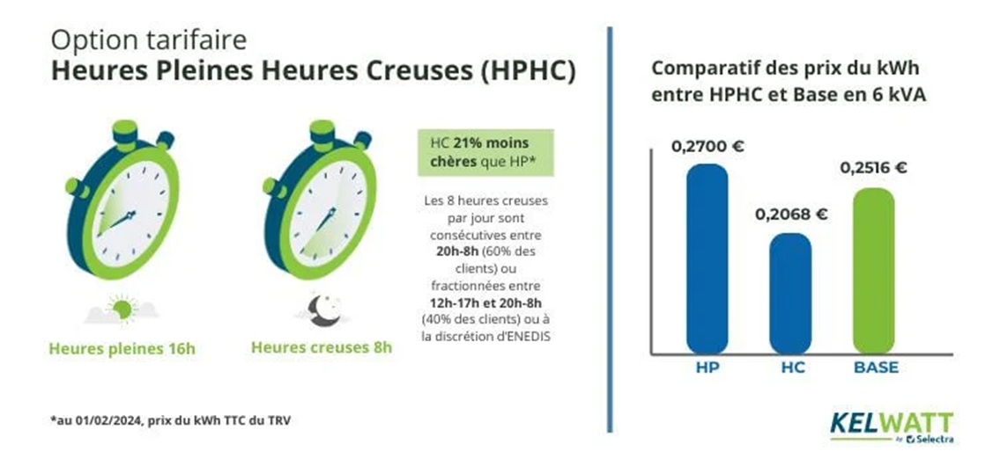 Option tarifaire
Heures Pleines Heures Creuses (HPHC)
HC 21% moins
chères que HP*
Les 8 heures creuses
par jour sont
consécutives entre
20h-8h (60% des
clients) ou
fractionnées entre
12h-17h et 20h-8h
(40% des clients) ou à
la discrétion d'ENEDIS
Heures pleines 16h
Heures creuses 8h
*au 01/02/2024, prix du kWh TTC du TRV
Comparatif des prix du kWh
entre HPHC et Base en 6 kVA
0,2700 €
0,2068 €
0,2516 €
HP
HC
BASE
KELWATT
by Selectra